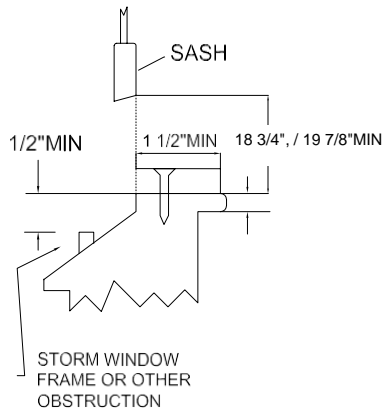 SASH
1/2"MIN
1 1/2"MIN
18 3/4", / 19 7/8"MIN
STORM WINDOW
FRAME OR OTHER
OBSTRUCTION